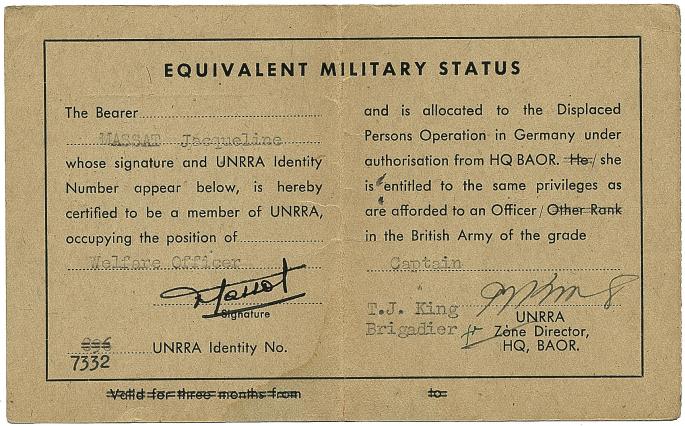 EQUIVALENT MILITARY STATUS
The Bearer
MASSAT Jacqueline
whose signature and UNRRA Identity
Number appear below, is hereby
certified to be a member of UNRRA,
occupying the position of
Welfare Officer
Massat
Signature
896
7332 UNRRA Identity No.
Valid for three months from
and is allocated to the Displaced
Persons Operation in Germany under
authorisation from HQ BAOR. He/she
is entitled to the same privileges as
are afforded to an Officer/Other Rank
in the British Army of the grade
Captain
T.J. King
Brigadier
UNRRA
Zone Director,
HQ, BAOR.
to